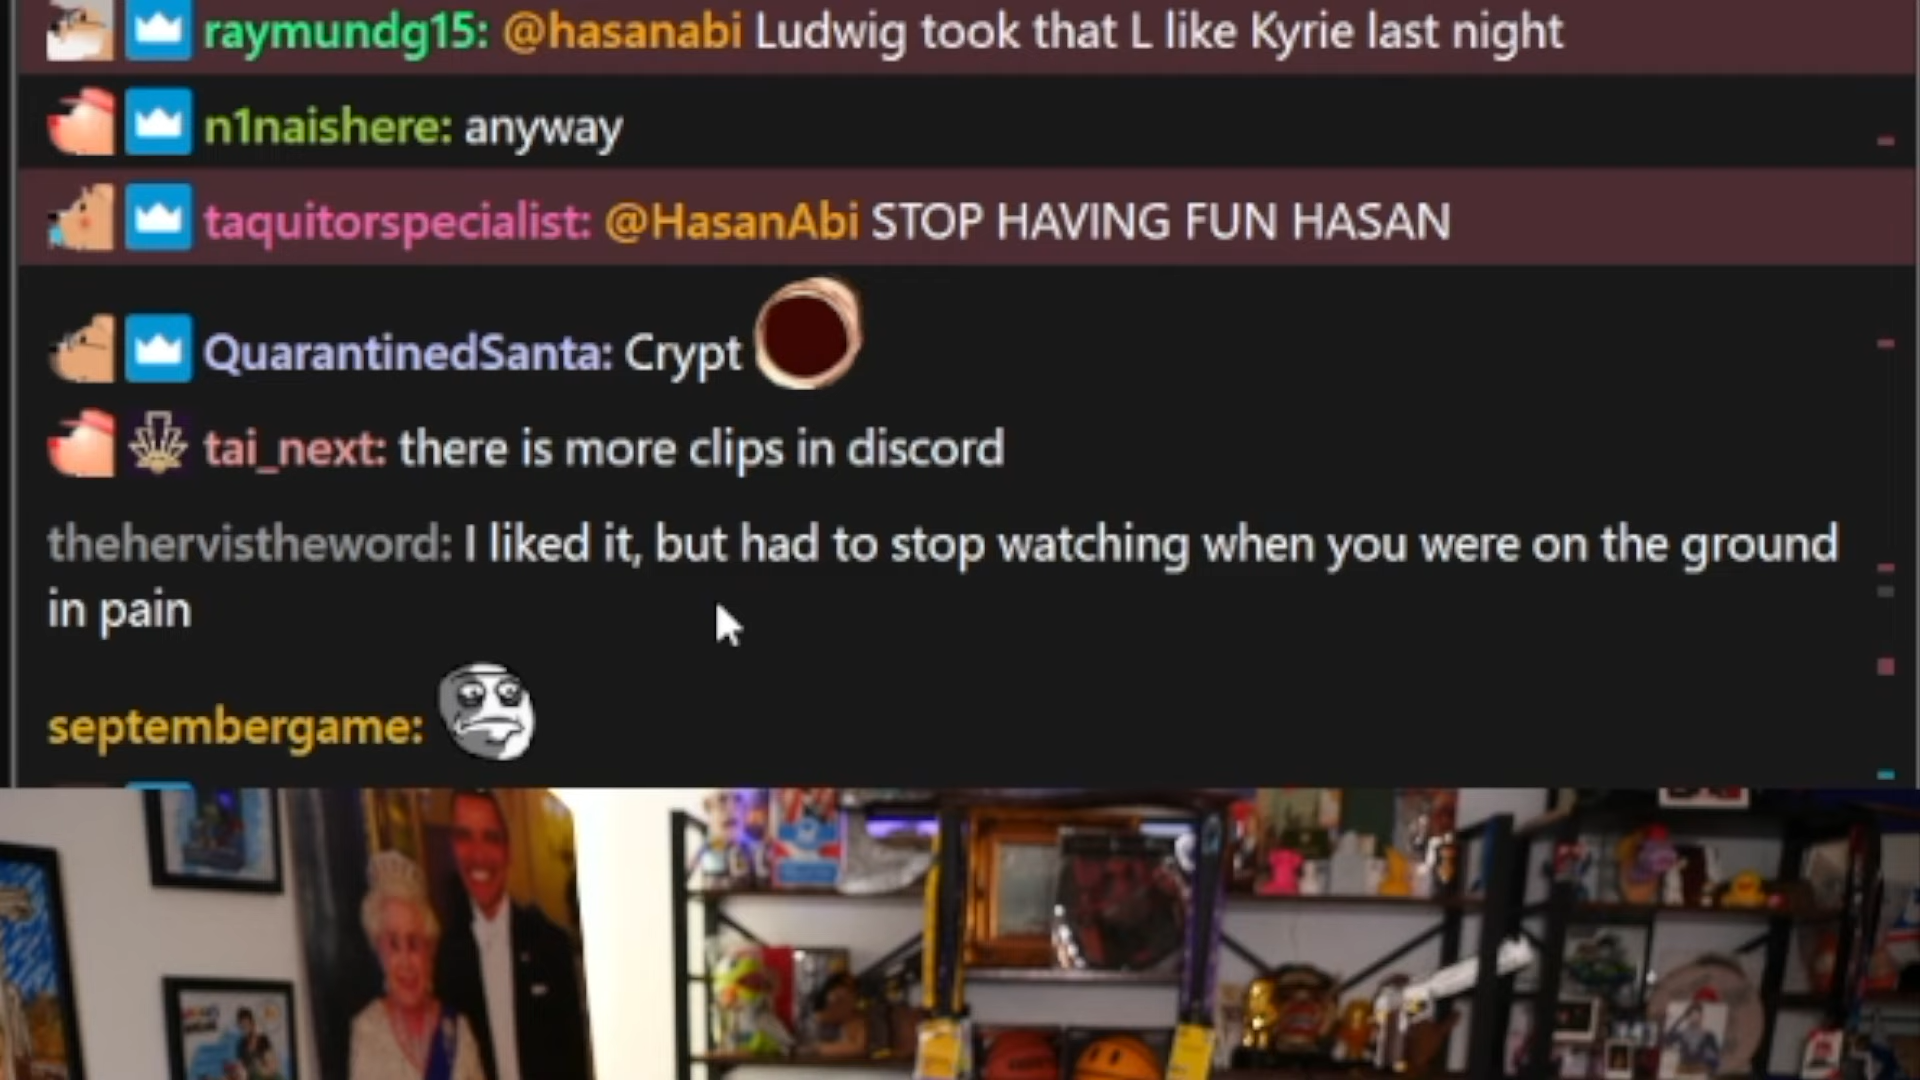 raymundg15: @hasanabi Ludwig took that L like Kyrie last night
n1naishere: anyway
taquitorspecialist: @HasanAbi STOP HAVING FUN HASAN
QuarantinedSanta: Crypt
tai_next: there is more clips in discord
thehervistheword: I liked it, but had to stop watching when you were on the ground
in pain
septembergame: